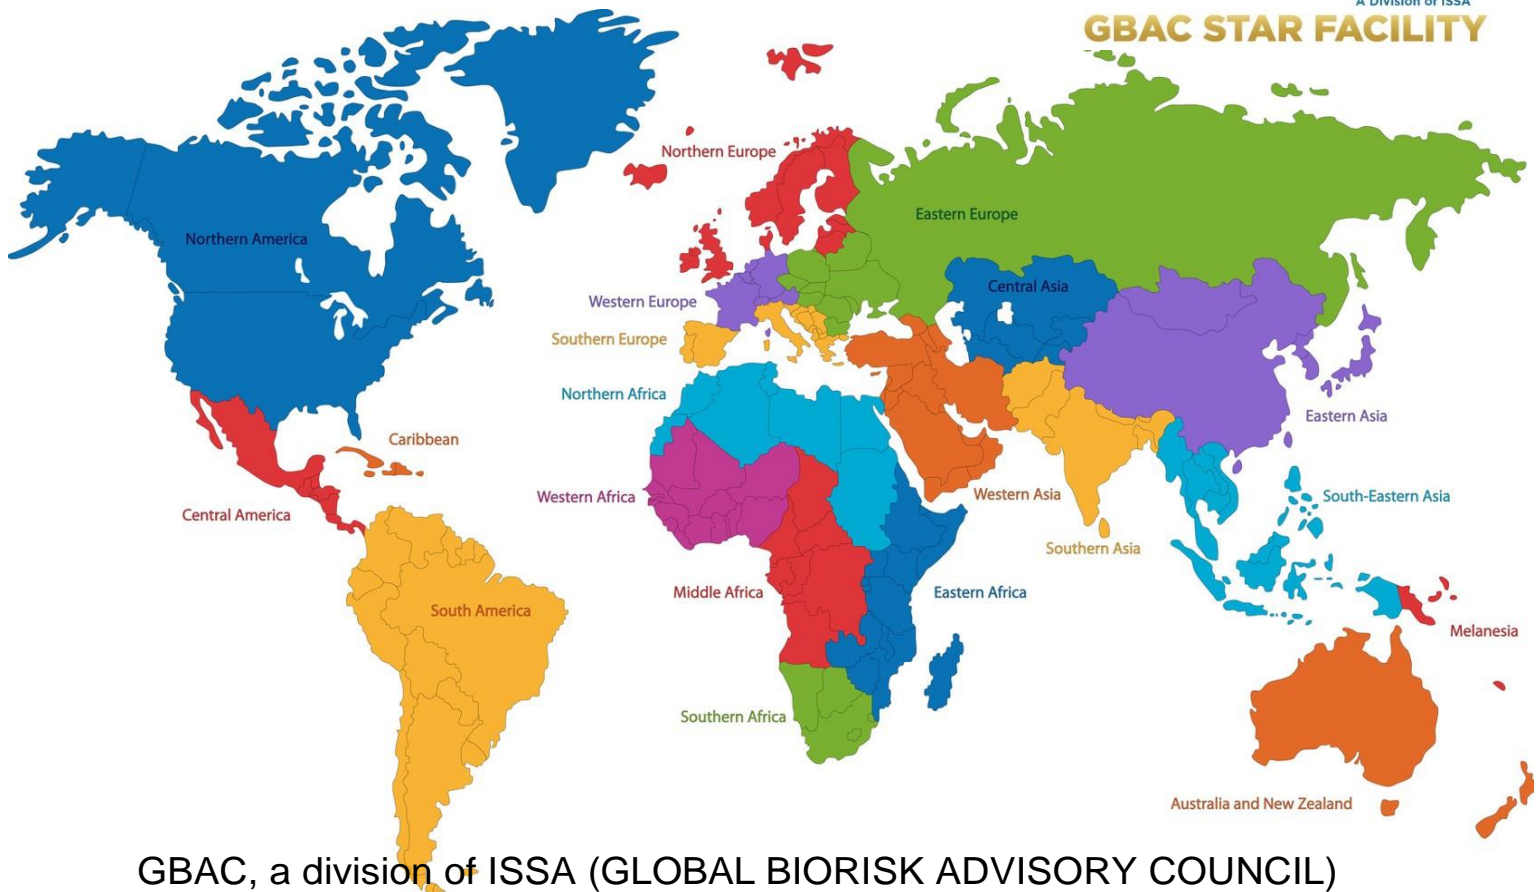 A Division of ISSA
GBAC STAR FACILITY
Northern Europe
Eastern Europe
Northern America
Central Asia
Western Europe
Southern Europe
Northern Africa
Eastern Asia
Caribbean
Western Africa
Western Asia
South-Eastern Asia
Central America
Southern Asia
Middle Africa
Eastern Africa
South America
Melanesia
Southern Africa
Australia and New Zealand
GBAC, a division of ISSA (GLOBAL BIORISK ADVISORY COUNCIL)